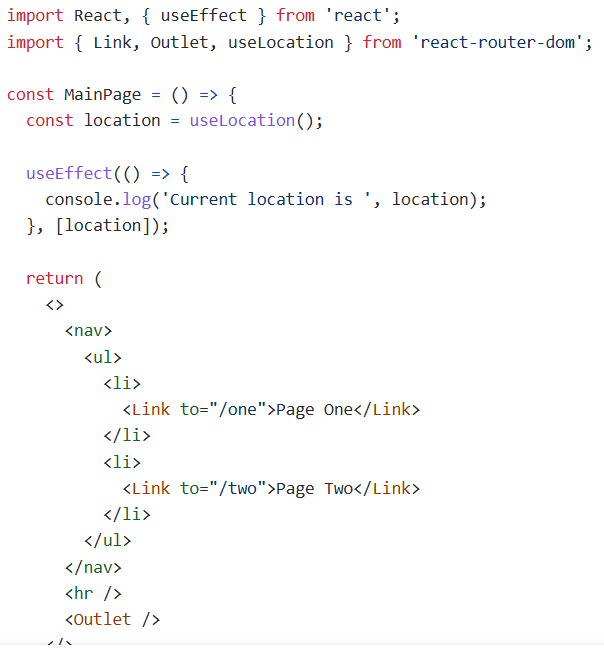 import React, { useEffect } from 'react';
import { Link, Outlet, useLocation } from 'react-router-dom';

const MainPage = () => {
  const location = useLocation();

  useEffect(() => {
    console.log('Current location is ', location);
  }, [location]);

  return (
    <>
      <nav>
        <ul>
          <li>
            <Link to="/one">Page One</Link>
          </li>
          <li>
            <Link to="/two">Page Two</Link>
          </li>
        </ul>
      </nav>
      <hr />
      <Outlet />